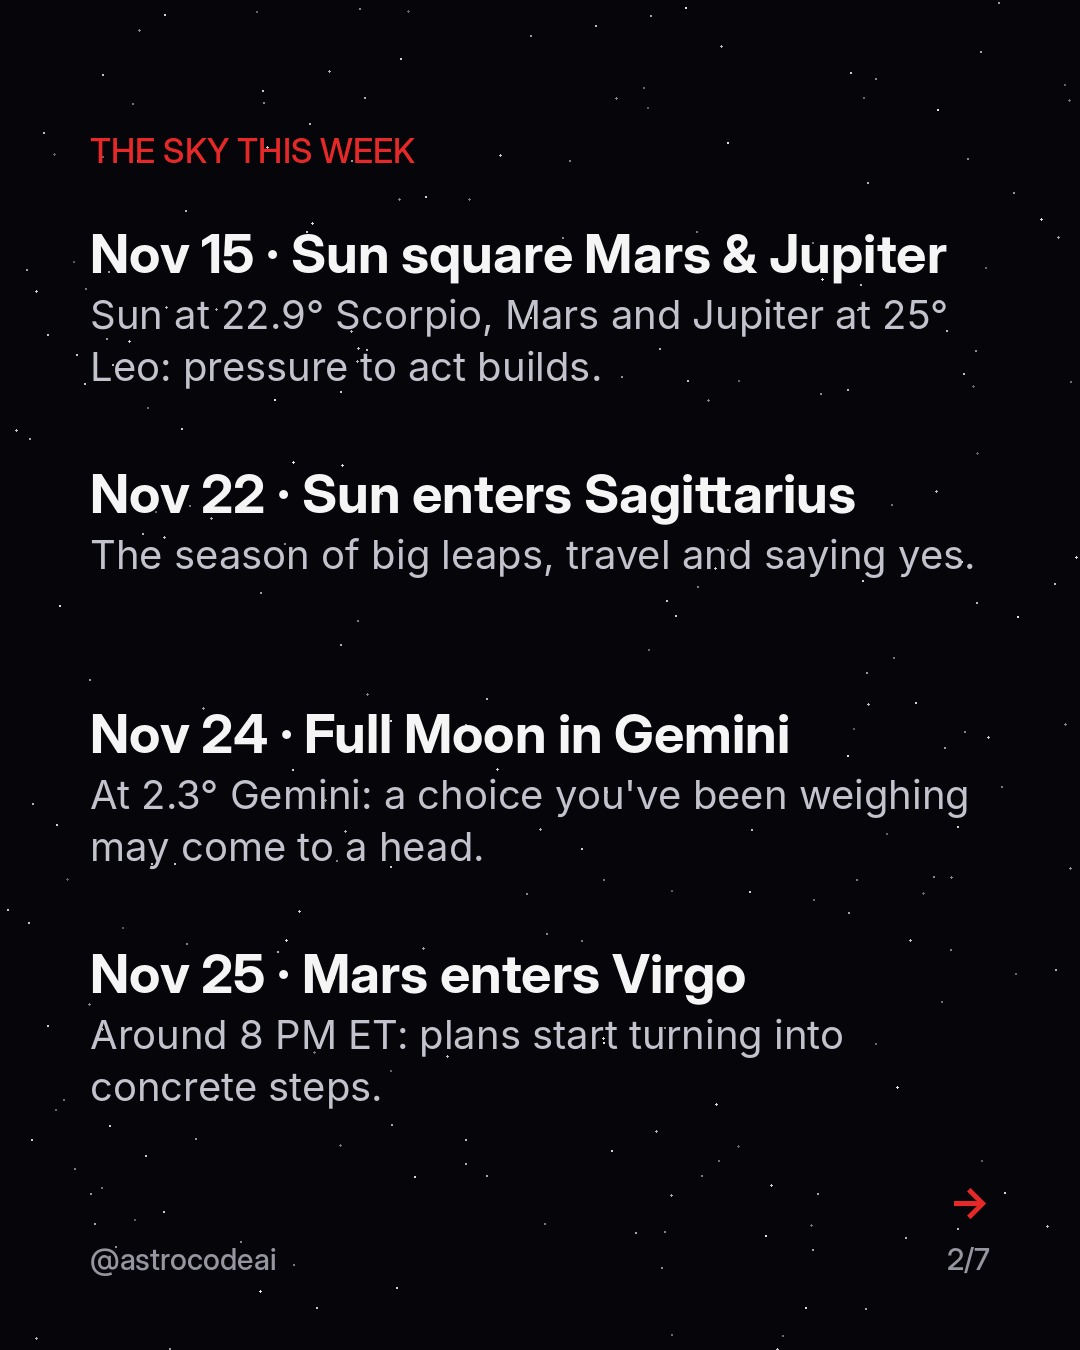 THE SKY THIS WEEK
Nov 15 · Sun square Mars & Jupiter
Sun at 22.9° Scorpio, Mars and Jupiter at 25°
Leo: pressure to act builds.
Nov 22 · Sun enters Sagittarius
The season of big leaps, travel and saying yes.
Nov 24 · Full Moon in Gemini
At 2.3° Gemini: a choice you've been weighing
may come to a head.
Nov 25 · Mars enters Virgo
Around 8 PM ET: plans start turning into
concrete steps.
→
@astrocodeai
2/7